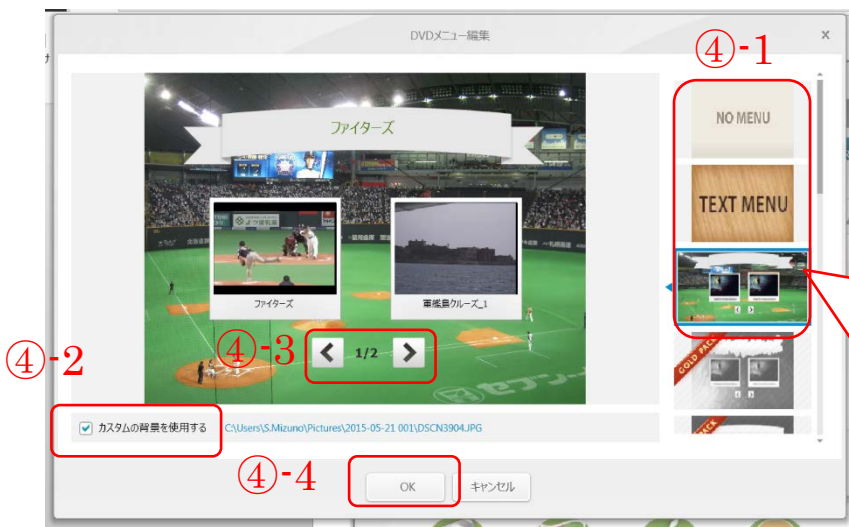 DVDメニュー編集
x
④-1
ファイターズ
NO MENU
TEXT MENU
ファイターズ
軍艦島クルーズ_1
GOLD PACK
④-2
④-3
1/2
カスタムの背景を使用する
C:\Users\S.Mizuno\Pictures\2015-05-21 001\DSCN3904.JPG
④-4
OK
キャンセル